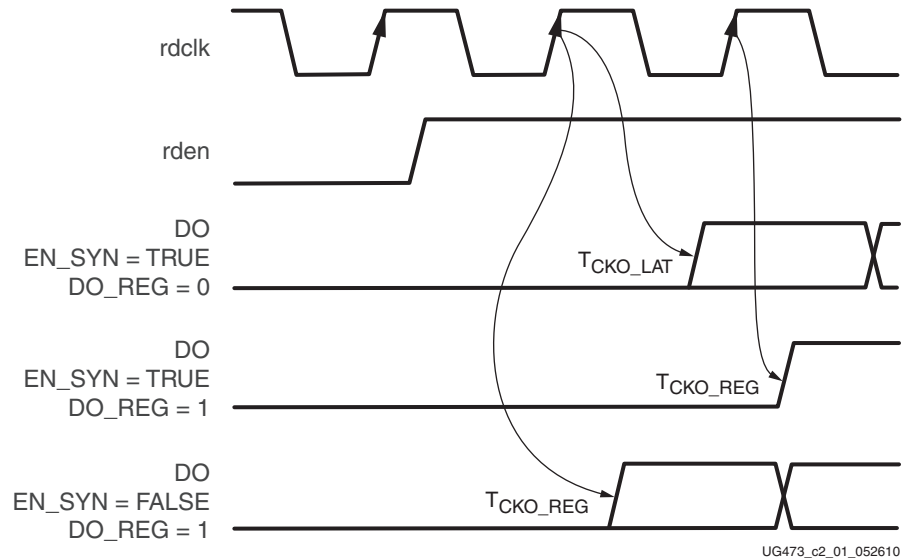 rdclk
rden
DO
EN_SYN = TRUE
DO_REG = 0
TCKO_LAT
DO
EN_SYN = TRUE
DO_REG = 1
TCKO_REG
DO
EN_SYN = FALSE
DO_REG = 1
TCKO_REG
UG473_c2_01_052610